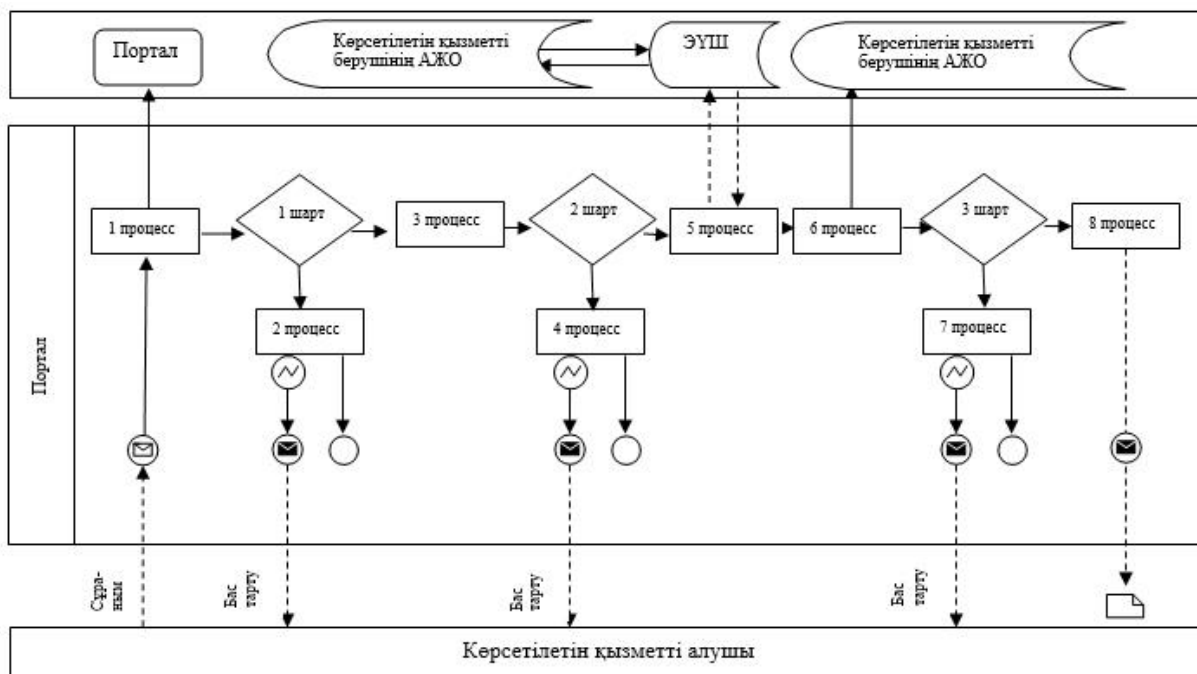 Портал
Көрсетілетін қызметті
берушінің АЖО
ЭҮШ
Көрсетілетін қызметті
берушінің АЖО
Портал
1 процесс
1 шарт
3 процесс
2 шарт
5 процесс
6 процесс
3 шарт
8 процесс
2 процесс
4 процесс
7 процесс
Сұра-
ным
Бас
тарту
Бас
тарту
Бас
тарту
Көрсетілетін қызметті алушы